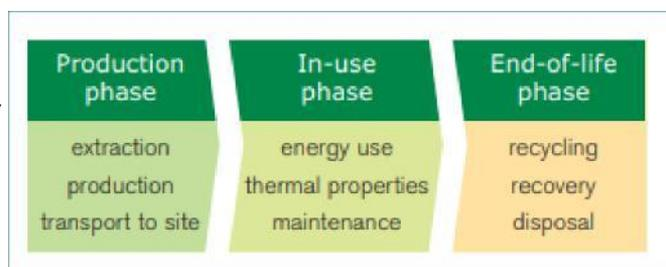 Production
phase
extraction
production
transport to site
In-use
phase
energy use
thermal properties
maintenance
End-of-life
phase
recycling
recovery
disposal